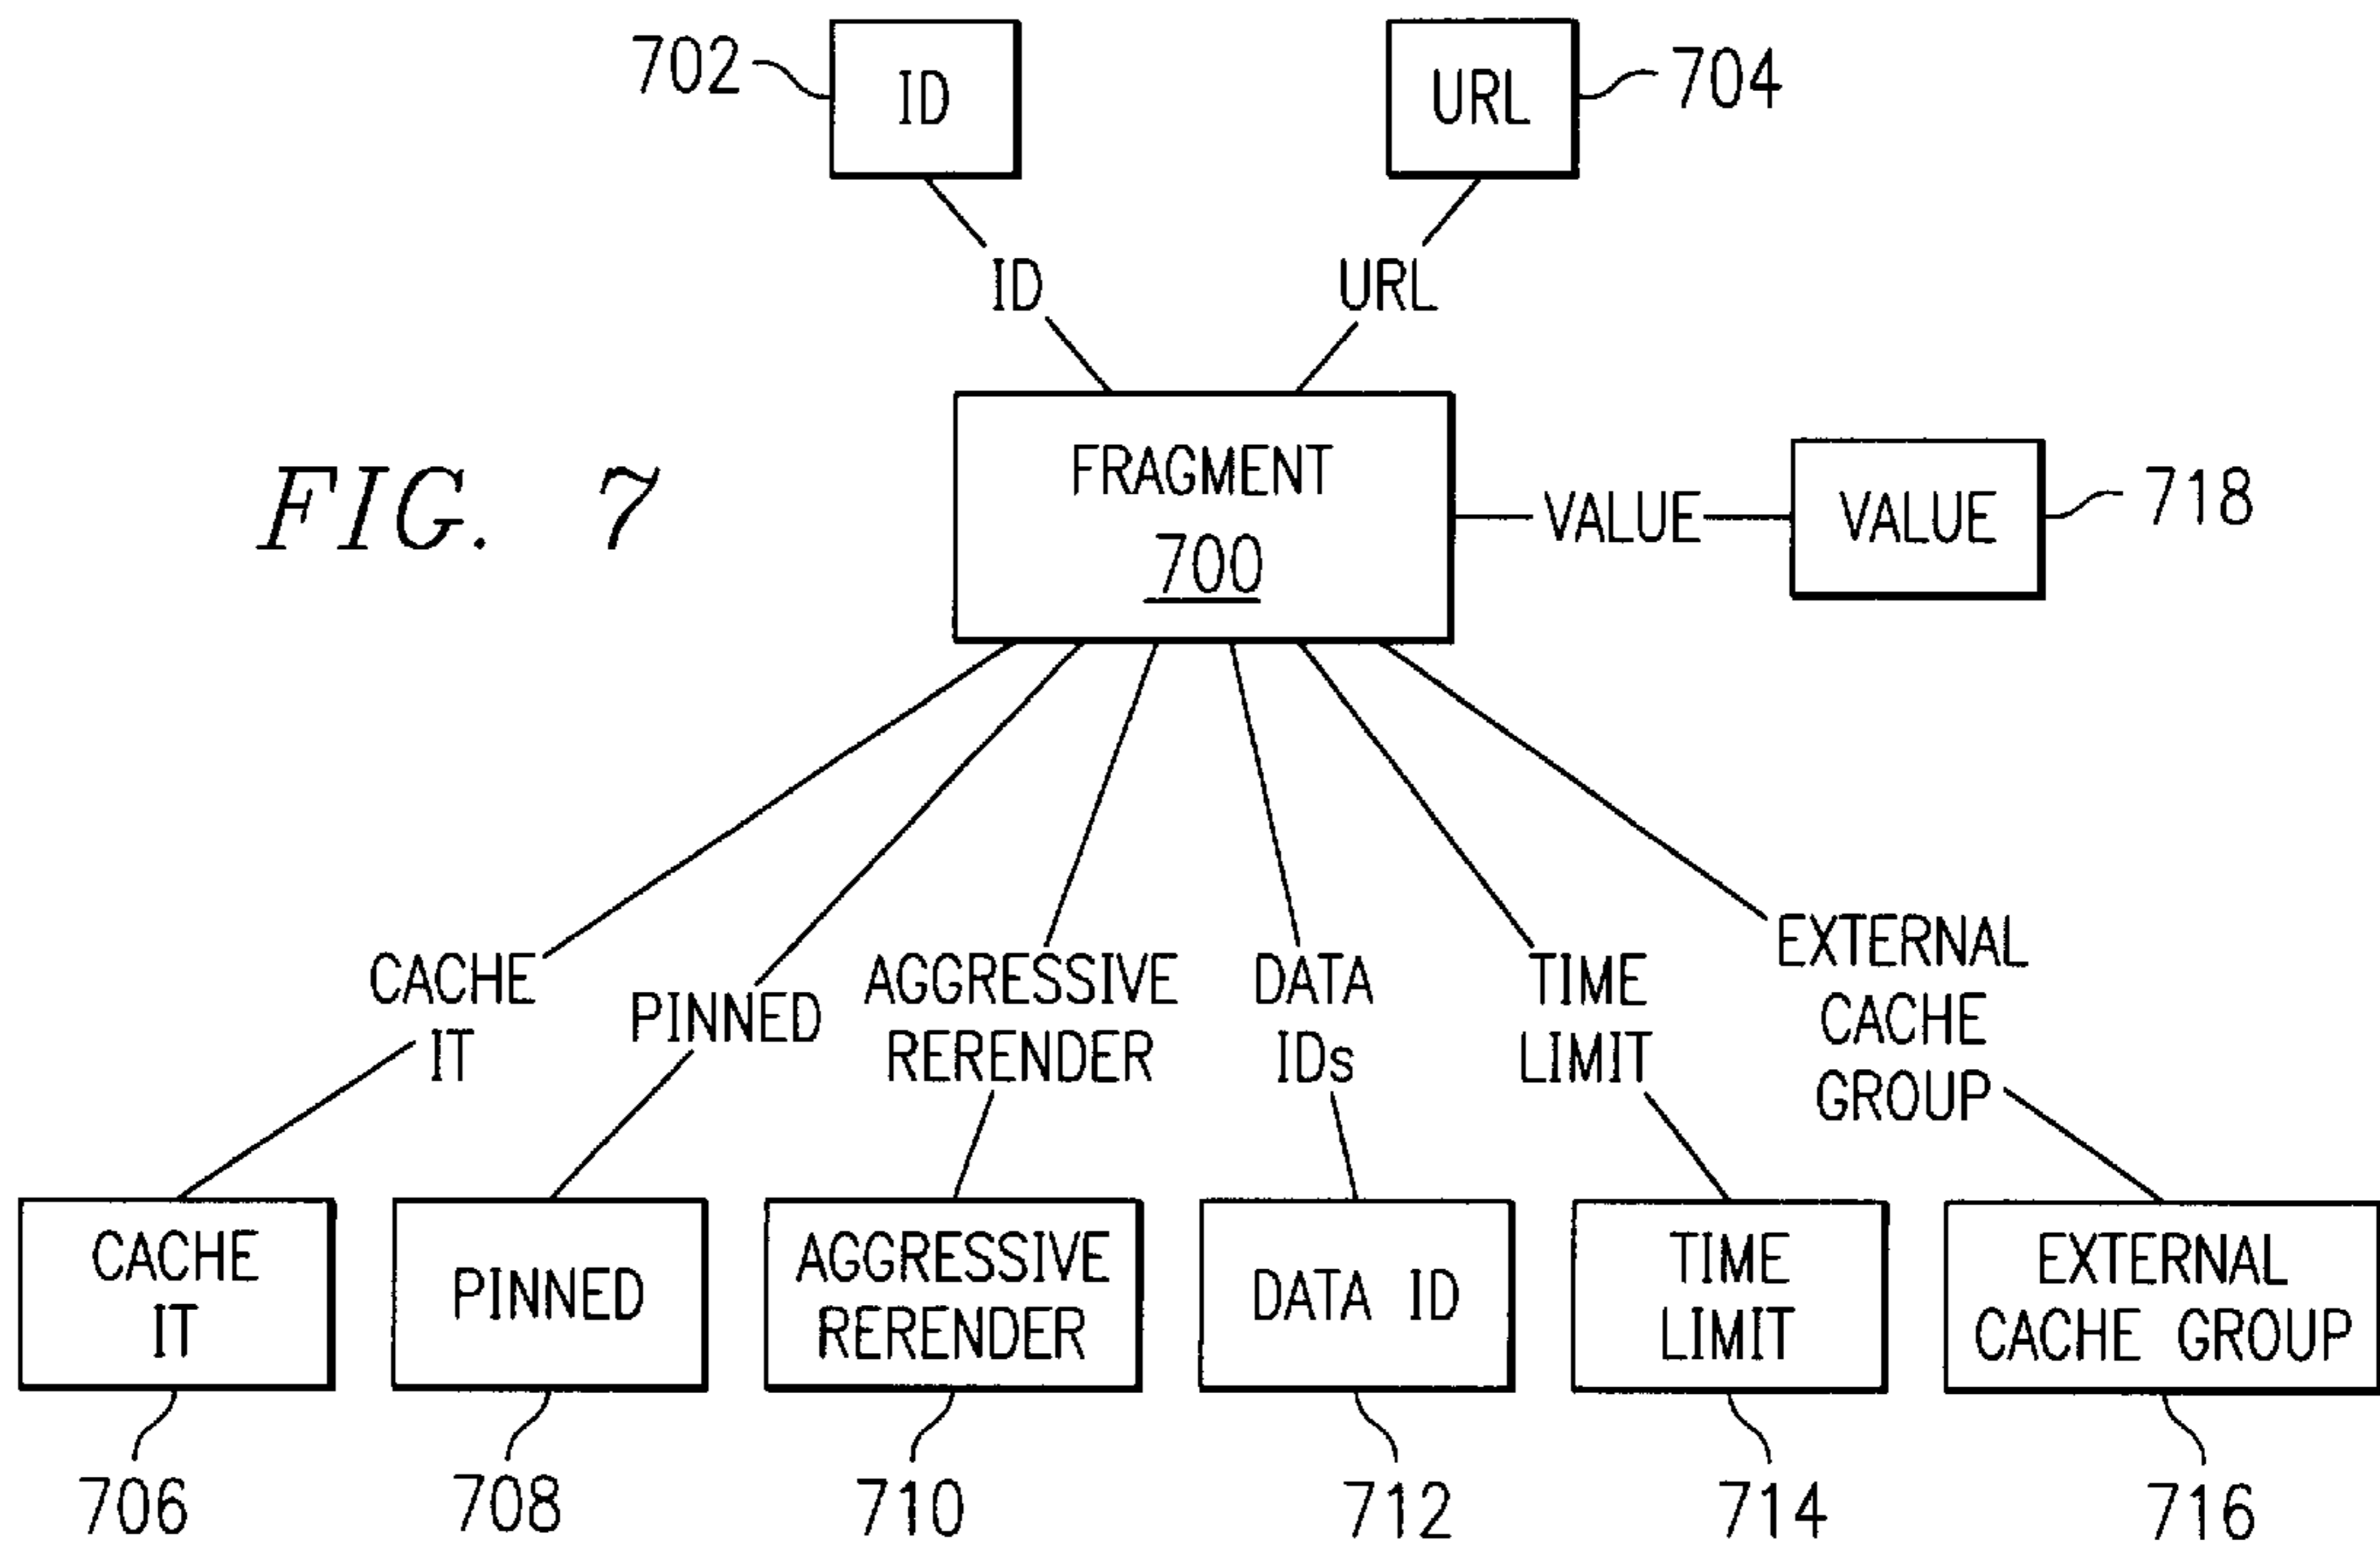 702
ID
URL
704
ID
URL
FIG. 7
FRAGMENT
700
VALUE
VALUE
718
CACHE
IT
PINNED
AGGRESSIVE
RERENDER
DATA
IDs
TIME
LIMIT
EXTERNAL
CACHE
GROUP
CACHE
IT
PINNED
AGGRESSIVE
RERENDER
DATA ID
TIME
LIMIT
EXTERNAL
CACHE GROUP
706
708
710
712
714
716